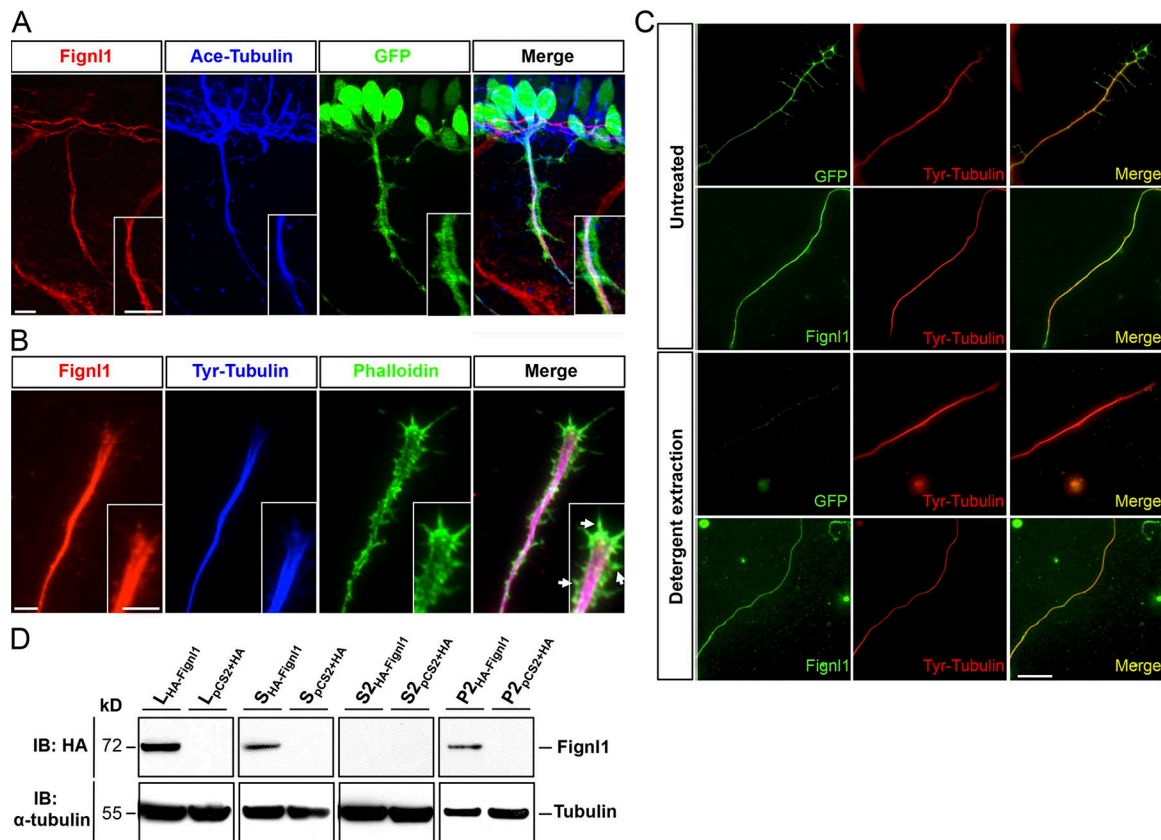 A
Fignl1 Ace-Tubulin GFP Merge
B
Fignl1 Tyr-Tubulin Phalloidin Merge
C
Untreated
GFP Tyr-Tubulin Merge
Fignl1 Tyr-Tubulin Merge
Detergent extraction
GFP Tyr-Tubulin Merge
Fignl1 Tyr-Tubulin Merge
D
kD LHA-Fignl1 LpCS2+HA SHA-Fignl1 SpCS2+HA S2HA-Fignl1 S2pCS2+HA P2HA-Fignl1 P2pCS2+HA
IB: HA 72 Fignl1
IB:
α-tubulin 55 Tubulin